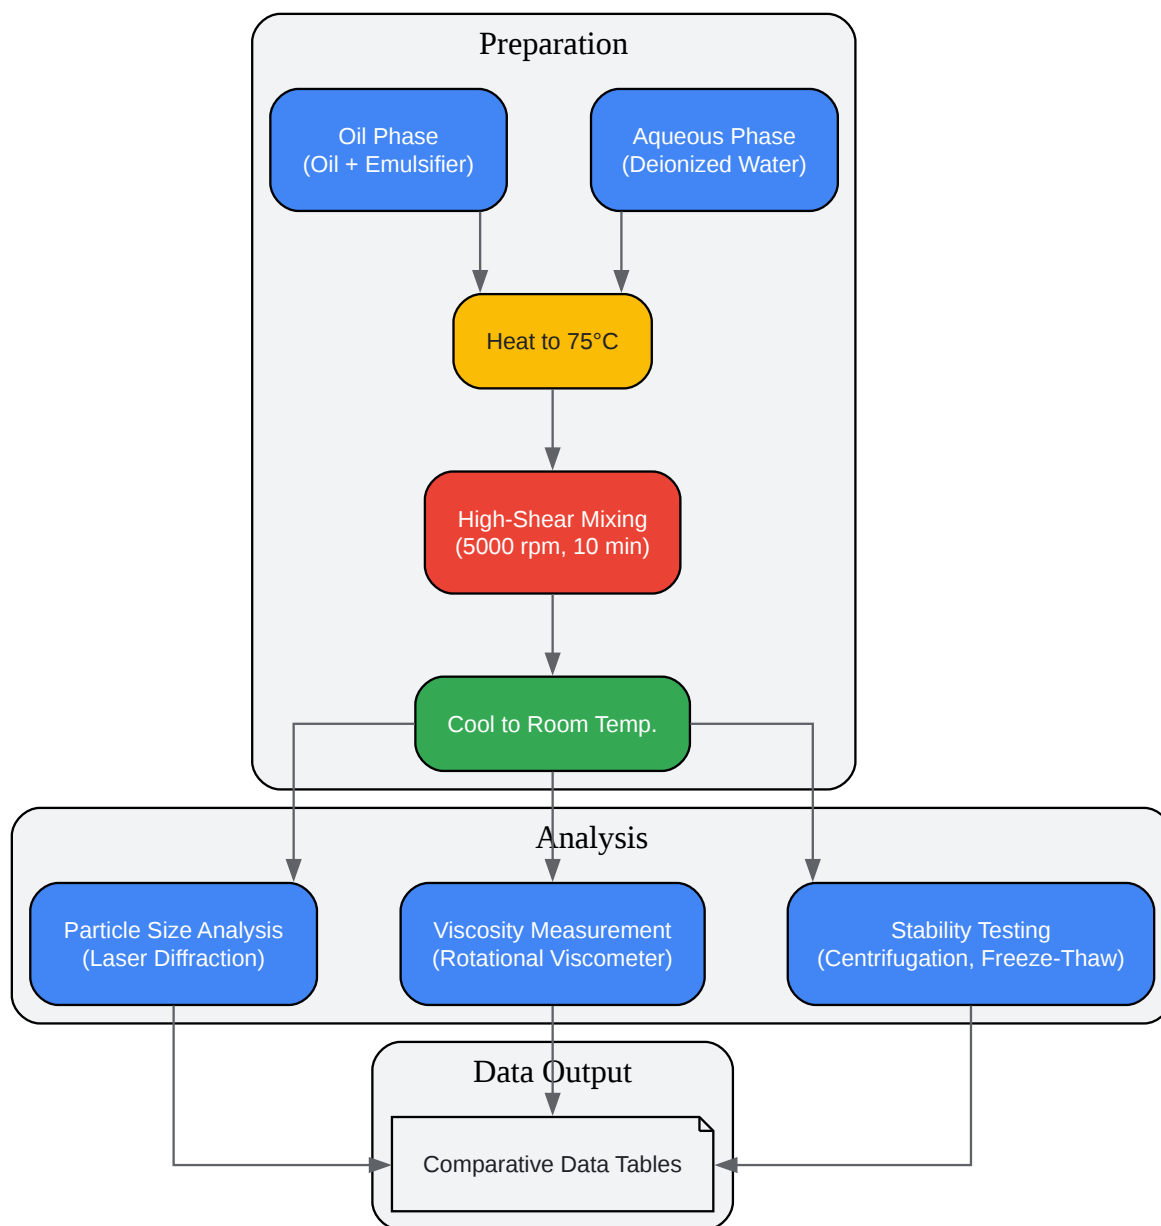 Preparation
Oil Phase
(Oil + Emulsifier)
Aqueous Phase
(Deionized Water)
Heat to 75°C
High-Shear Mixing
(5000 rpm, 10 min)
Cool to Room Temp.
Analysis
Particle Size Analysis
(Laser Diffraction)
Viscosity Measurement
(Rotational Viscometer)
Stability Testing
(Centrifugation, Freeze-Thaw)
Data Output
Comparative Data Tables